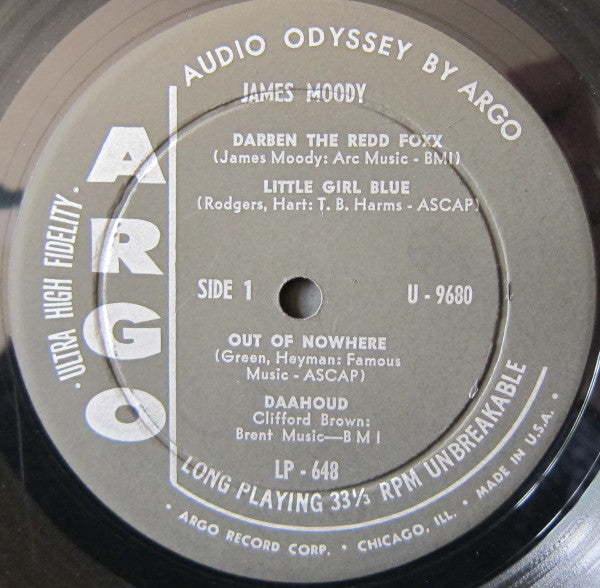 AUDIO ODYSSEY BY ARGO
JAMES MOODY
DARBEN THE REDD FOXX
(James Moody: Arc Music - BMI)
LITTLE GIRL BLUE
(Rodgers, Hart: T. B. Harms - ASCAP)
ARGO
· ULTRA HIGH FIDELITY ·
SIDE 1
U - 9680
OUT OF NOWHERE
(Green, Heyman: Famous
Music - ASCAP)
DAAHOUD
Clifford Brown:
Brent Music—B M I
LP - 648
LONG PLAYING 33⅓ RPM UNBREAKABLE
· ARGO RECORD CORP. · CHICAGO, ILL. · MADE IN U.S.A. ·